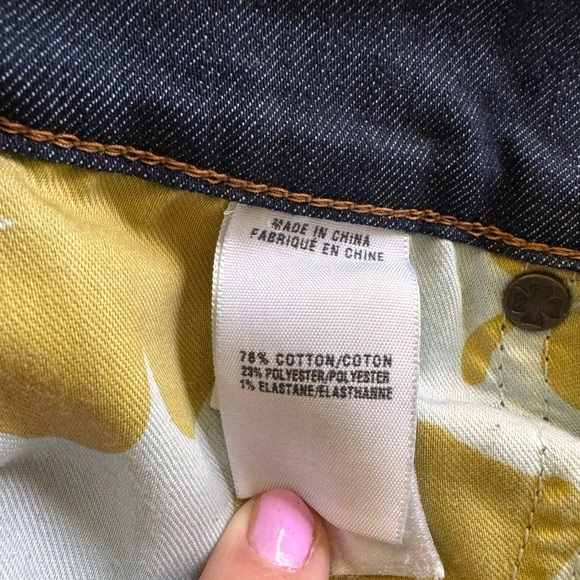 MADE IN CHINA
FABRIQUÉ EN CHINE
76% COTTON/COTON
23% POLYESTER/POLYESTER
1% ELASTANE/ELASTHANNE